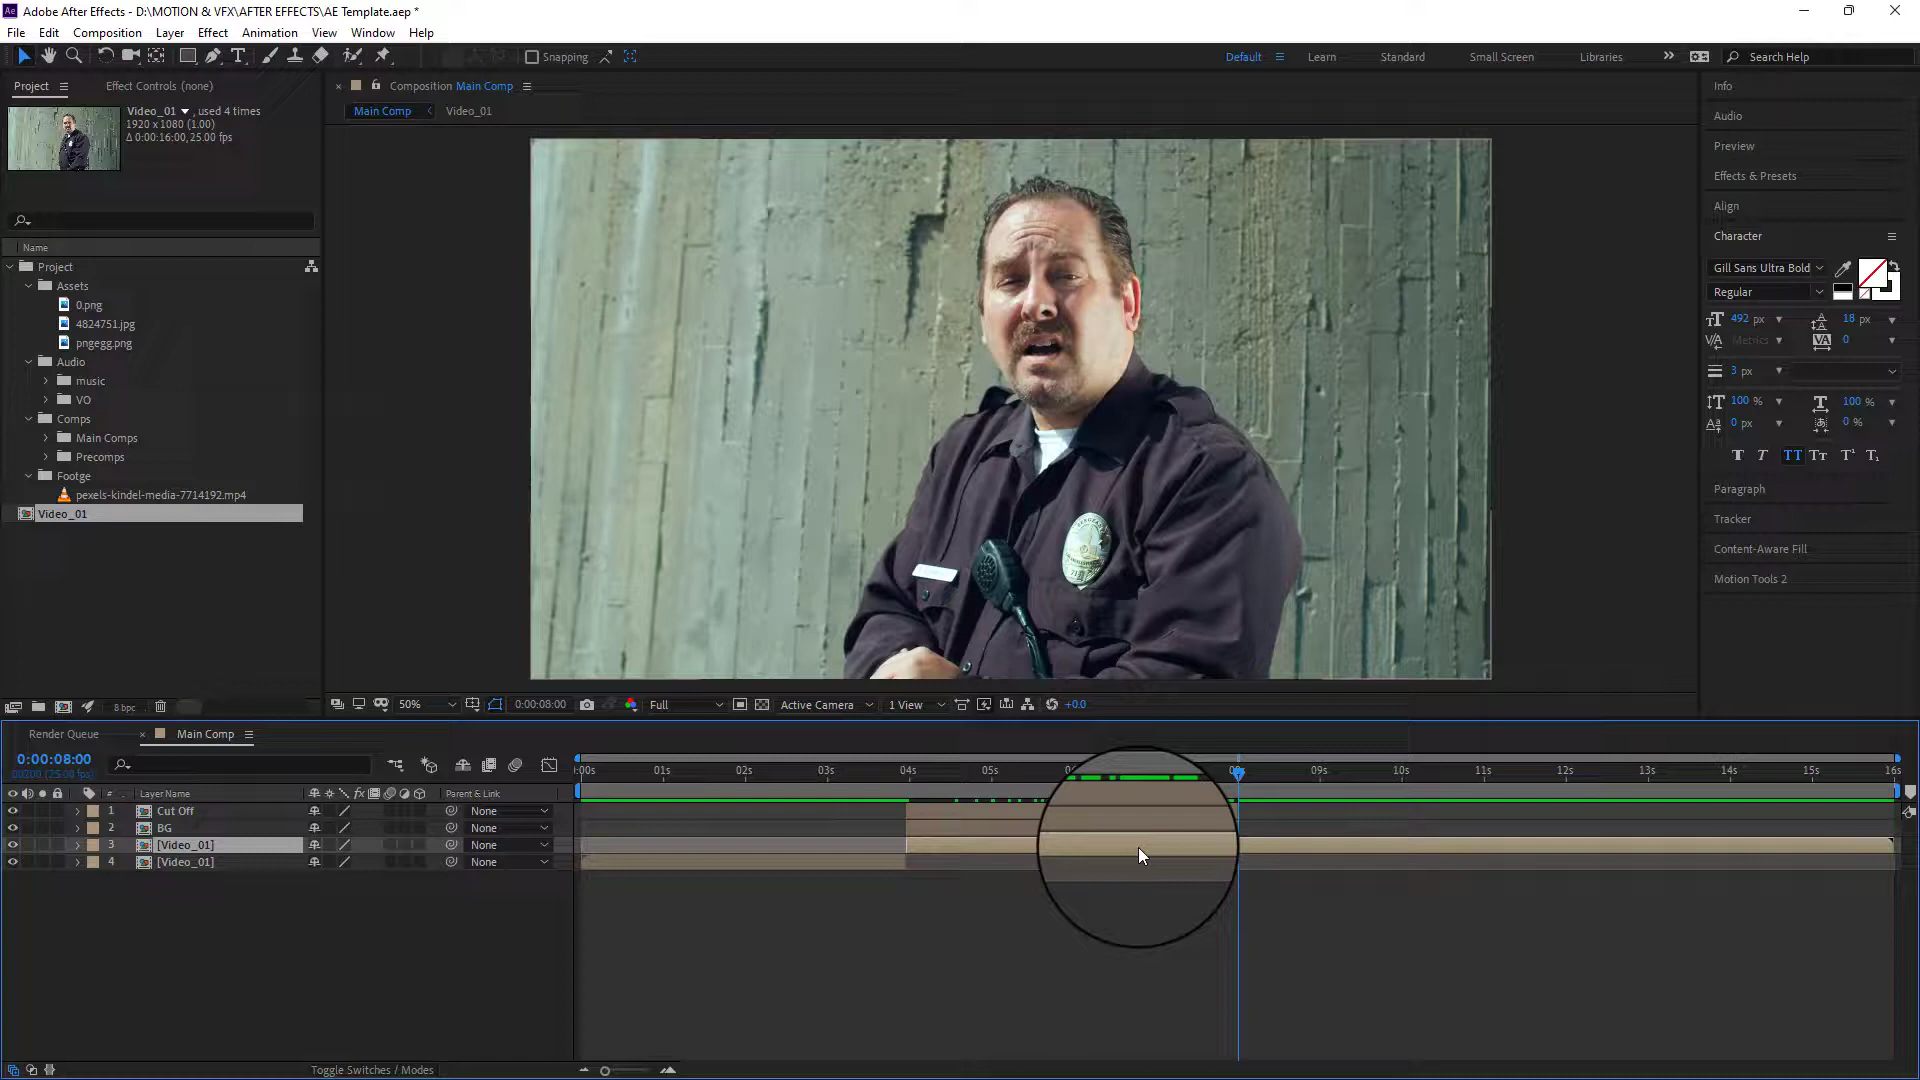 Adobe After Effects - D:\MOTION & VFX\AFTER EFFECTS\AE Template.aep *
File Edit Composition Layer Effect Animation View Window Help
Snapping
Default Learn Standard Small Screen Libraries Search Help
Project Effect Controls (none)
Composition Main Comp
Main Comp Video_01
Video_01 , used 4 times
1920 x 1080 (1.00)
Δ 0:00:16:00, 25.00 fps
Name
Project
Assets
0.png
4824751.jpg
pngegg.png
Audio
music
VO
Comps
Main Comps
Precomps
Footge
pexels-kindel-media-7714192.mp4
Video_01
8 bpc
Info
Audio
Preview
Effects & Presets
Align
Character
Gill Sans Ultra Bold
Regular
492 px 18 px
Metrics 0
3 px
100 % 100 %
0 px 0 %
Paragraph
Tracker
Content-Aware Fill
Motion Tools 2
50% 0:00:08:00 Full Active Camera 1 View +0.0
Render Queue Main Comp
0:00:08:00
00200 (25.00 fps)
# Layer Name Parent & Link
1 Cut Off None
2 BG None
3 [Video_01] None
4 [Video_01] None
:00s 01s 02s 03s 04s 05s 09s 10s 11s 12s 13s 14s 15s 16s
Toggle Switches / Modes